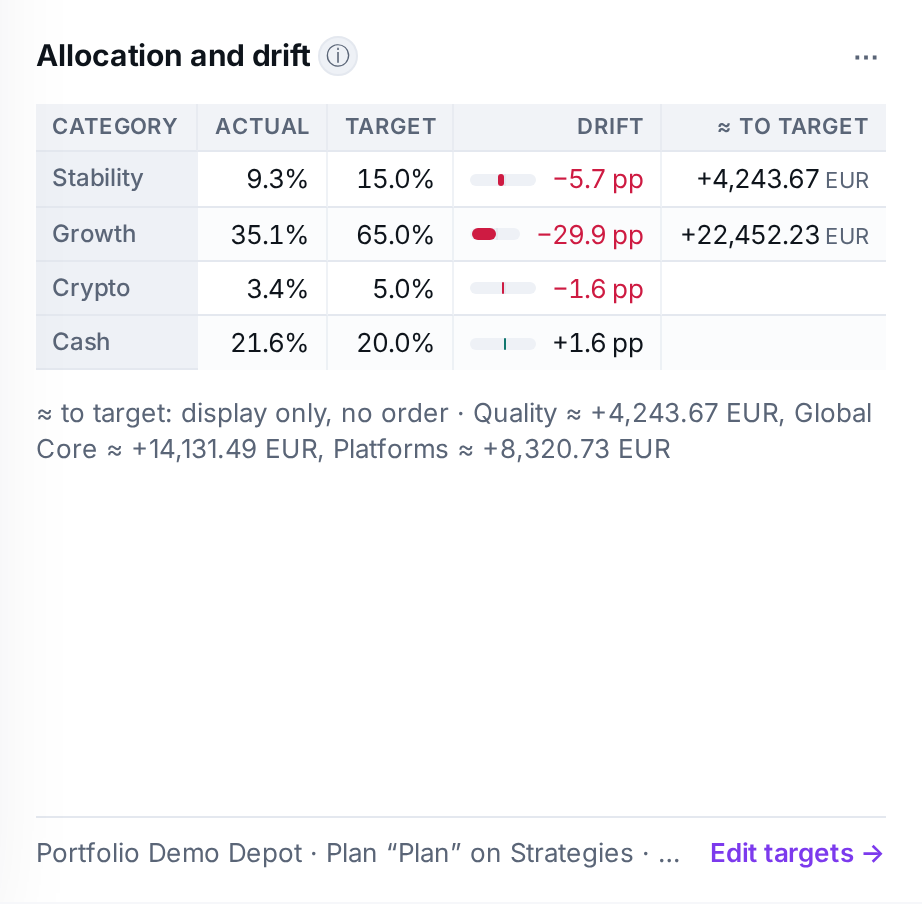 Allocation and drift ⓘ ...
CATEGORY ACTUAL TARGET DRIFT ≈ TO TARGET
Stability 9.3% 15.0% −5.7 pp +4,243.67 EUR
Growth 35.1% 65.0% −29.9 pp +22,452.23 EUR
Crypto 3.4% 5.0% −1.6 pp
Cash 21.6% 20.0% +1.6 pp
≈ to target: display only, no order · Quality ≈ +4,243.67 EUR, Global
Core ≈ +14,131.49 EUR, Platforms ≈ +8,320.73 EUR
Portfolio Demo Depot · Plan “Plan” on Strategies · ... Edit targets →